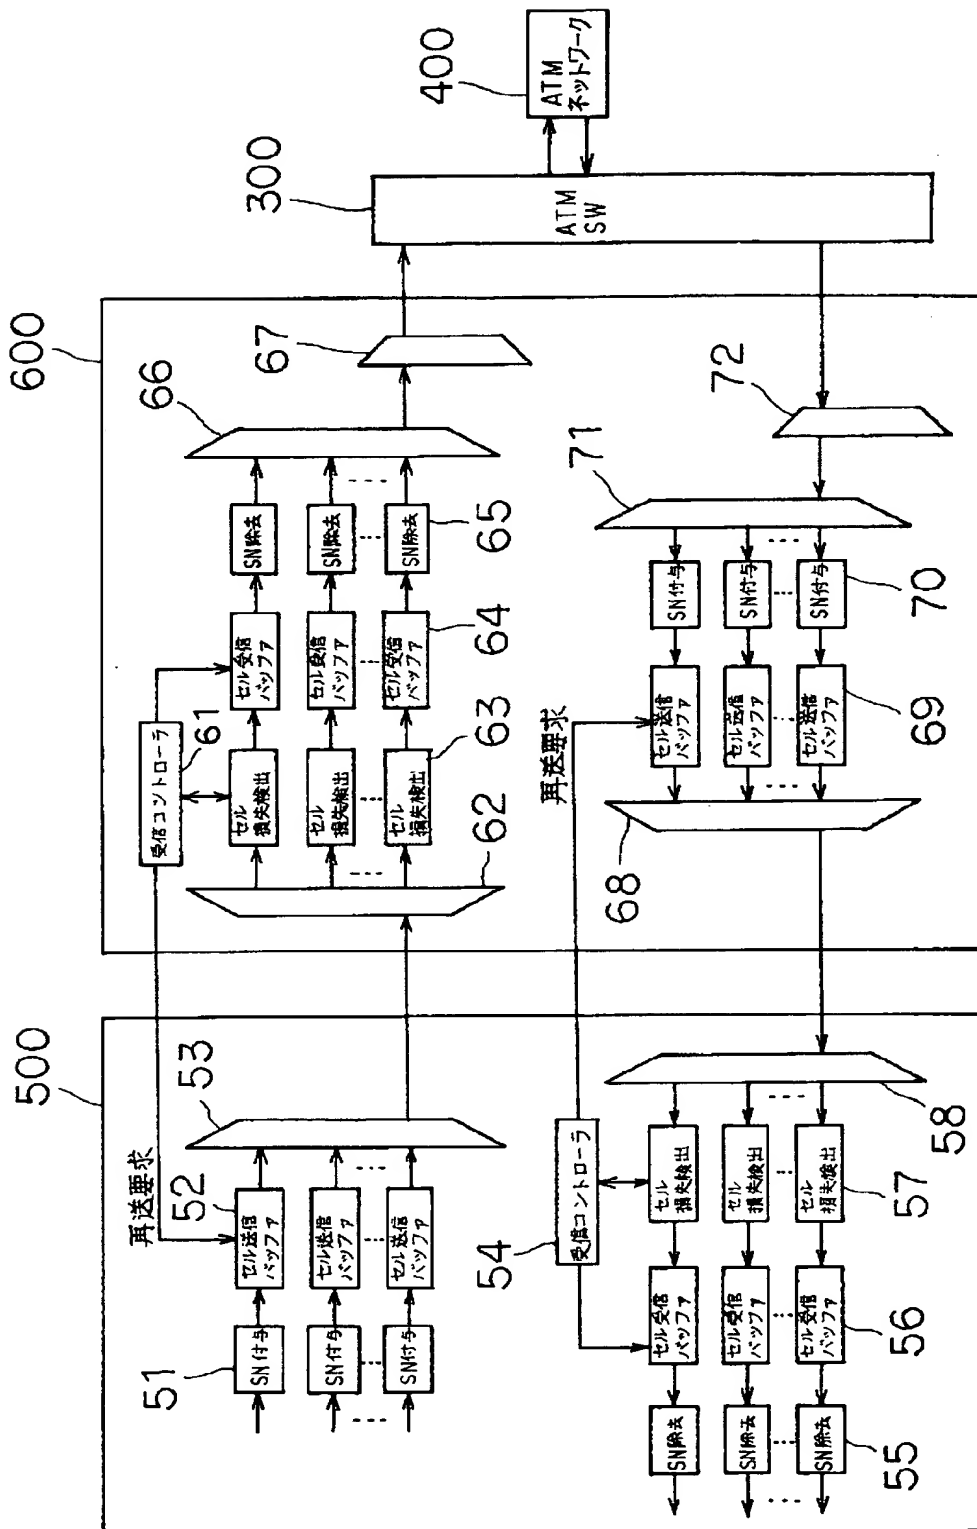 500
51
SN付与
SN付与
SN付与
再送要求
52
セル送信
バッファ
セル送信
バッファ
セル送信
バッファ
53
600
受信コントローラ
61
62
セル
損失検出
セル
損失検出
セル
損失検出
63
セル受信
バッファ
セル受信
バッファ
セル受信
バッファ
64
SN除去
SN除去
SN除去
65
66
67
300
ATM
SW
400
ATM
ネットワーク
54
受信コントローラ
再送要求
SN除去
SN除去
SN除去
55
セル受信
バッファ
セル受信
バッファ
セル受信
バッファ
56
セル
損失検出
セル
損失検出
セル
損失検出
57
58
68
セル送信
バッファ
セル送信
バッファ
セル送信
バッファ
69
SN付与
SN付与
SN付与
70
71
72